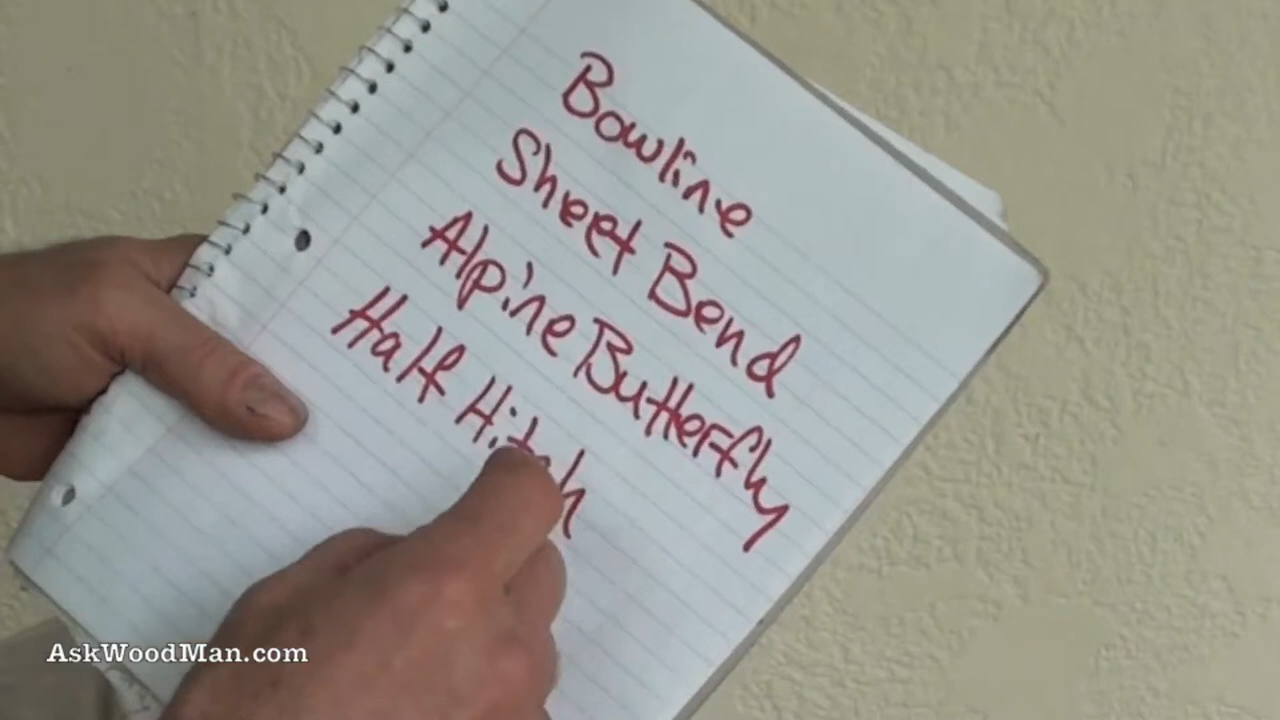 Bowline
Sheet Bend
Alpine Butterfly
Half Hitch
AskWoodMan.com